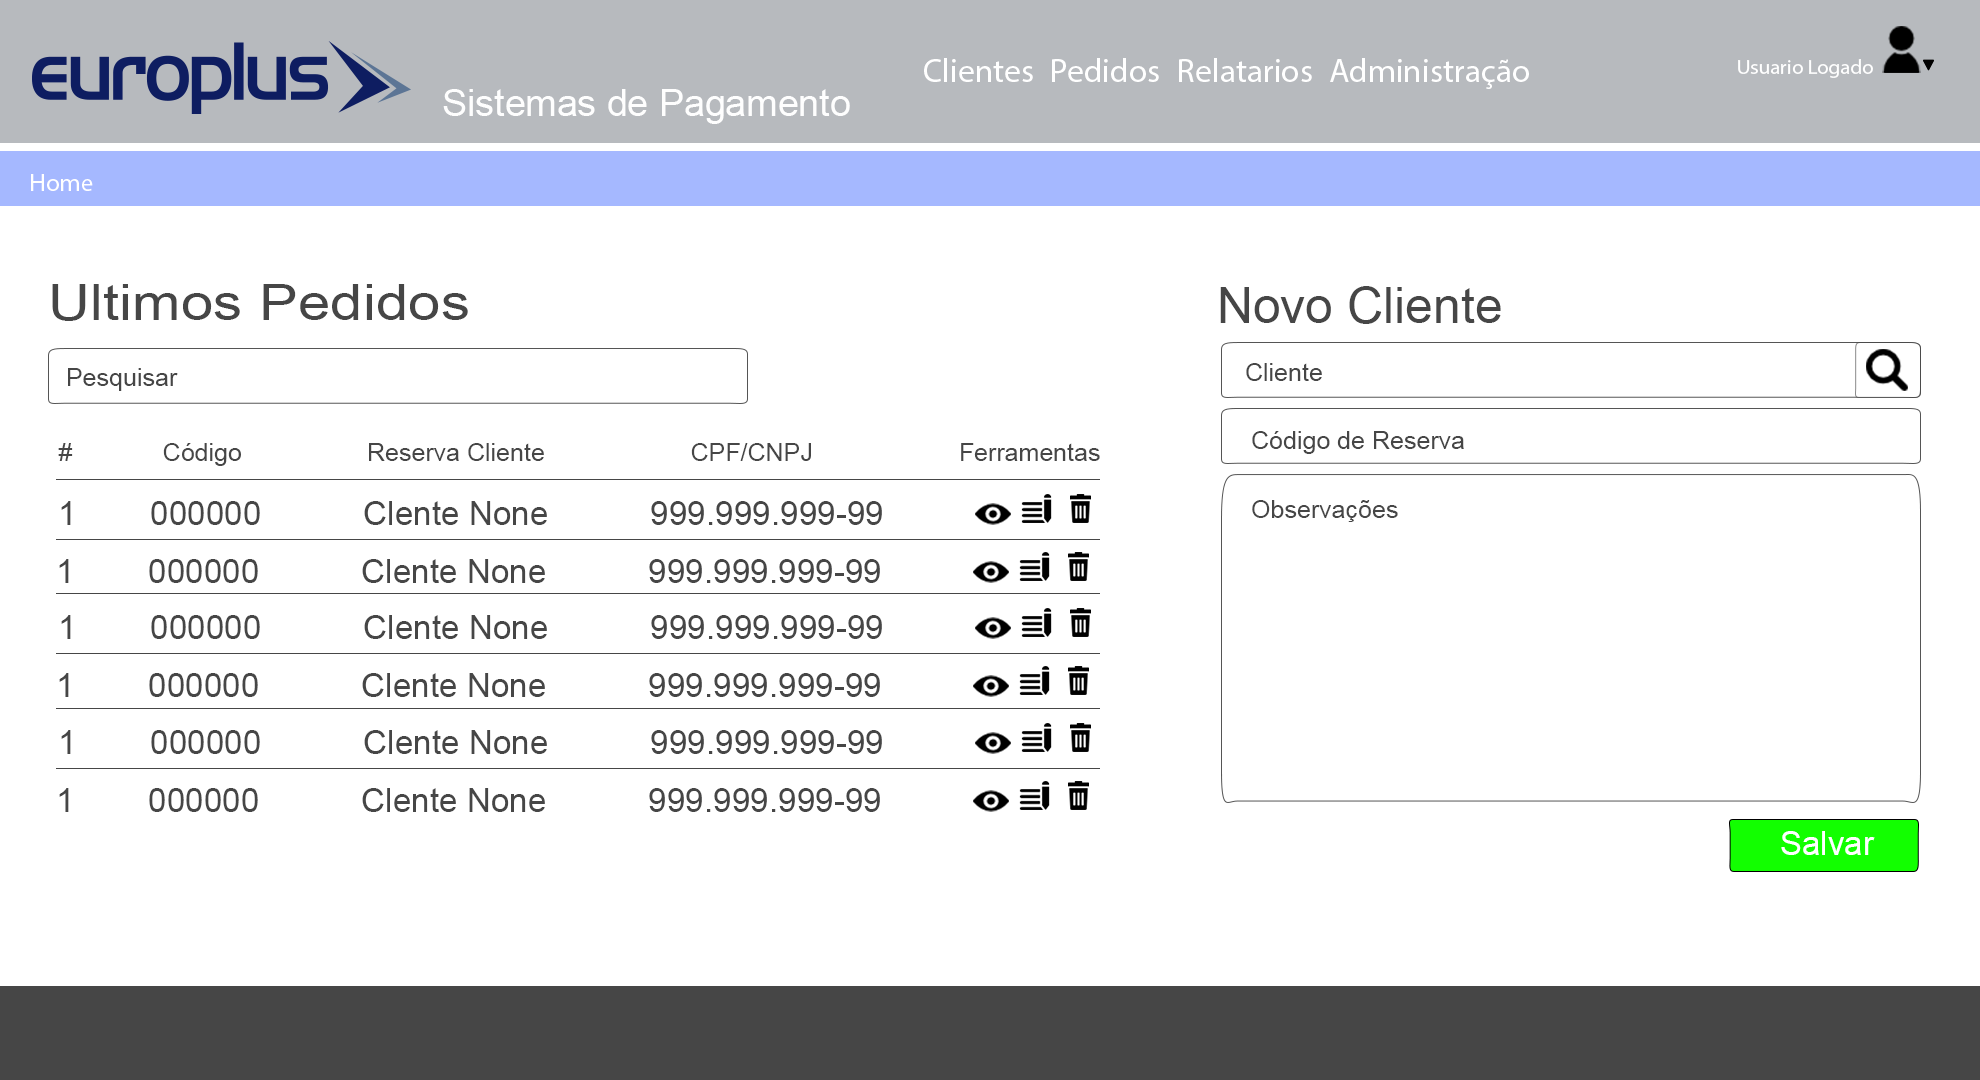 europlus
Sistemas de Pagamento
Clientes Pedidos Relatarios Administração
Usuario Logado
Home
Ultimos Pedidos
Pesquisar
# Código Reserva Cliente CPF/CNPJ Ferramentas
1 000000 Clente None 999.999.999-99
1 000000 Clente None 999.999.999-99
1 000000 Clente None 999.999.999-99
1 000000 Clente None 999.999.999-99
1 000000 Clente None 999.999.999-99
1 000000 Clente None 999.999.999-99
Novo Cliente
Cliente
Código de Reserva
Observações
Salvar